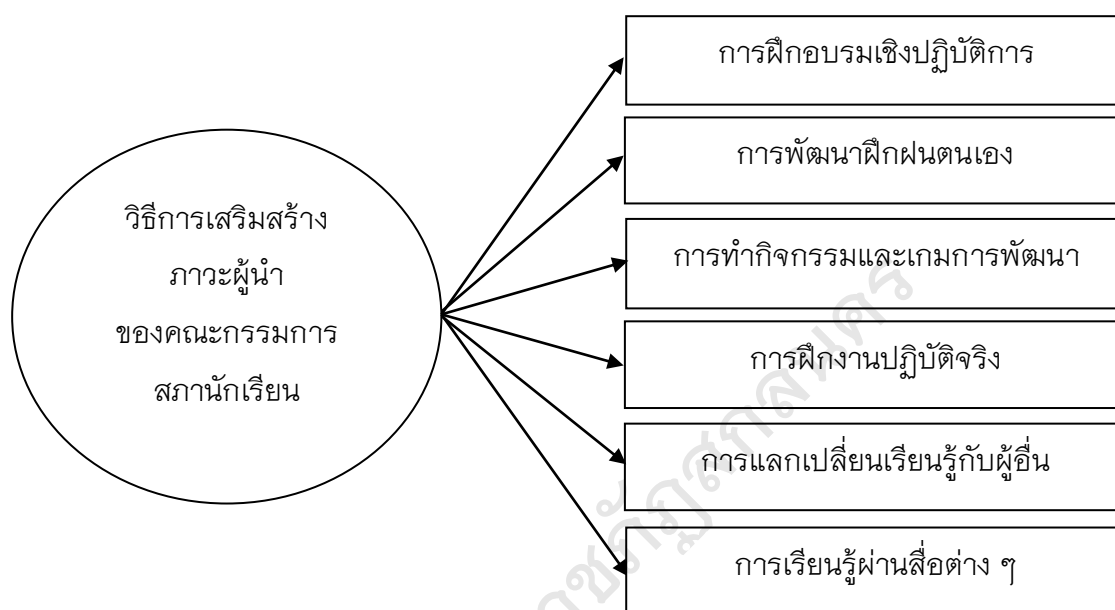 วิธีการเสริมสร้าง
ภาวะผู้นำ
ของคณะกรรมการ
สภานักเรียน
การฝึกอบรมเชิงปฏิบัติการ
การพัฒนาฝึกฝนตนเอง
การทำกิจกรรมและเกมการพัฒนา
การฝึกงานปฏิบัติจริง
การแลกเปลี่ยนเรียนรู้กับผู้อื่น
การเรียนรู้ผ่านสื่อต่าง ๆ